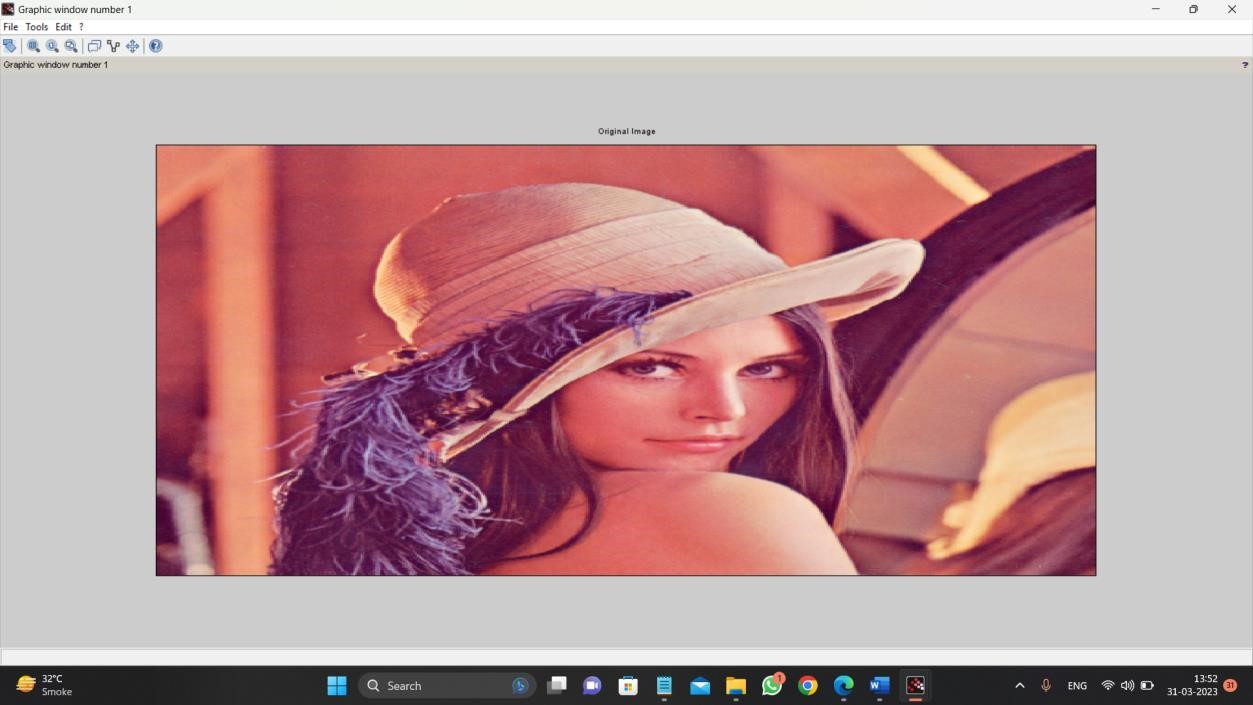 Graphic window number 1
File Tools Edit ?
Graphic window number 1 ?
Original Image
32°C
Smoke
Search
1
W
ENG
13:52
31-03-2023
31